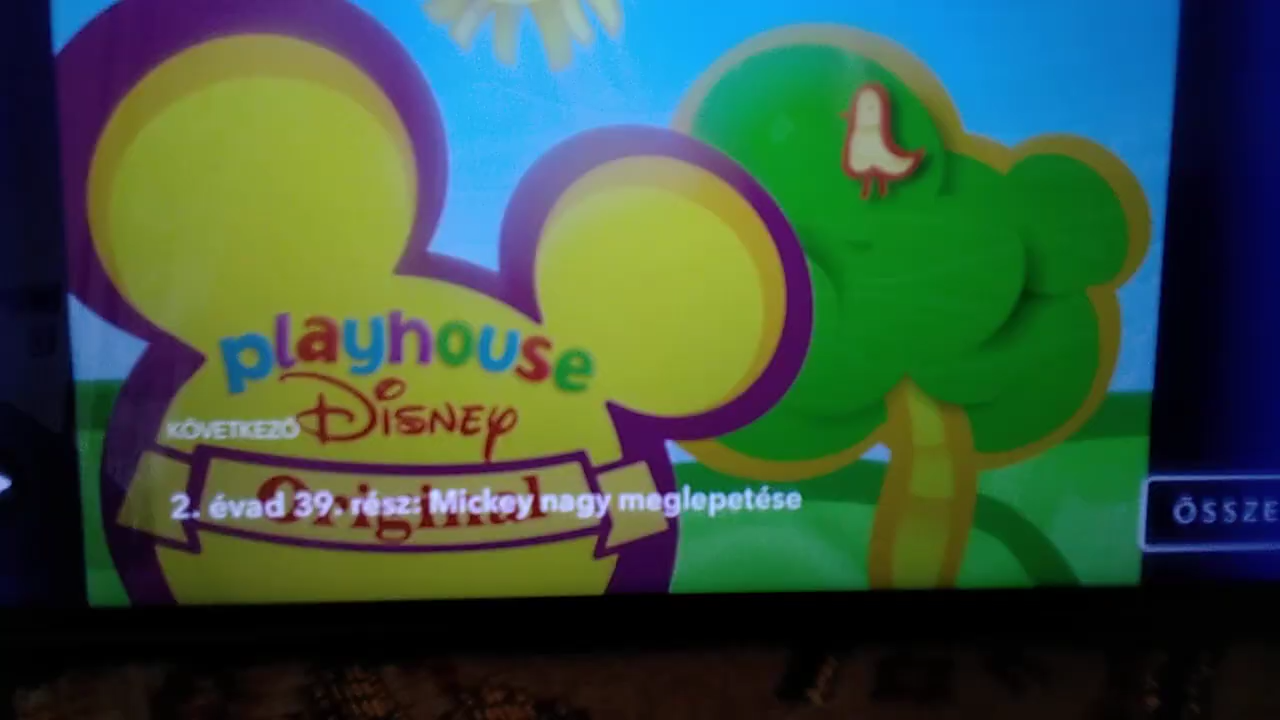 playhouse
Disney
KÖVETKEZŐ
Original
2. évad 39. rész: Mickey nagy meglepetése
ÖSSZE